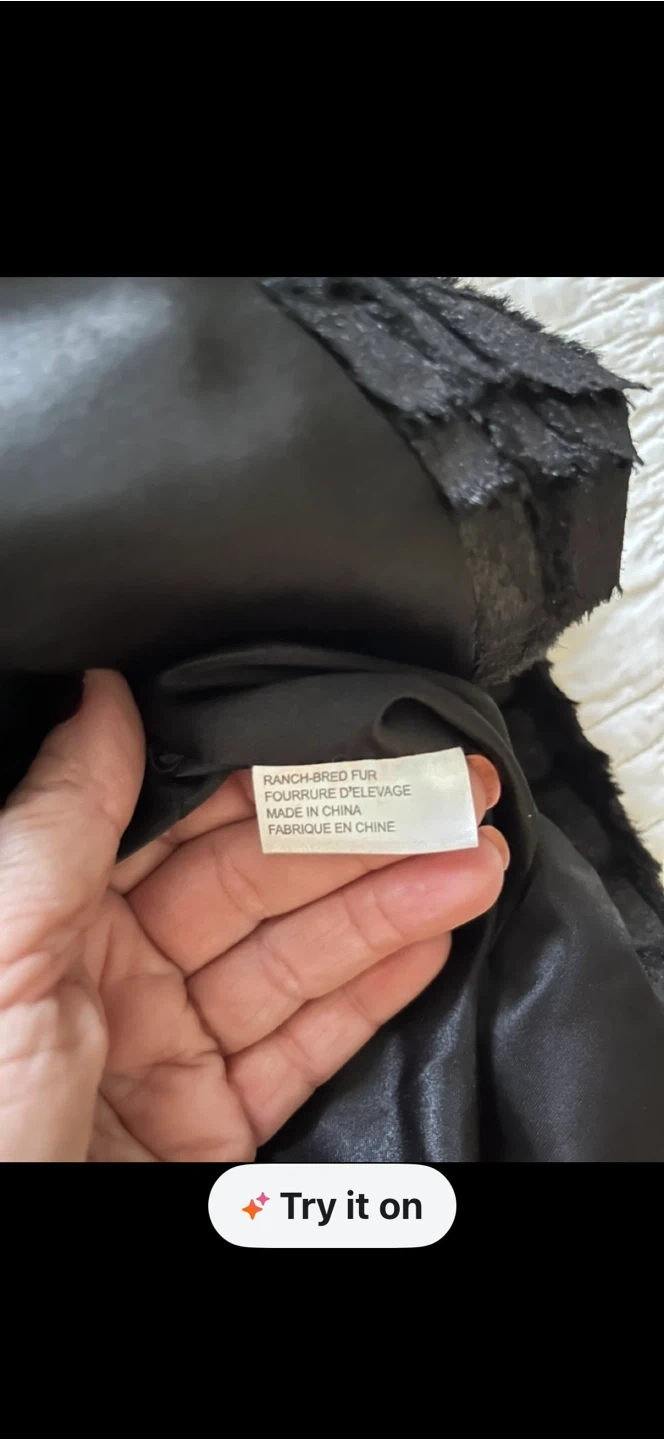 RANCH-BRED FUR
FOURRURE D'ELEVAGE
MADE IN CHINA
FABRIQUE EN CHINE
Try it on